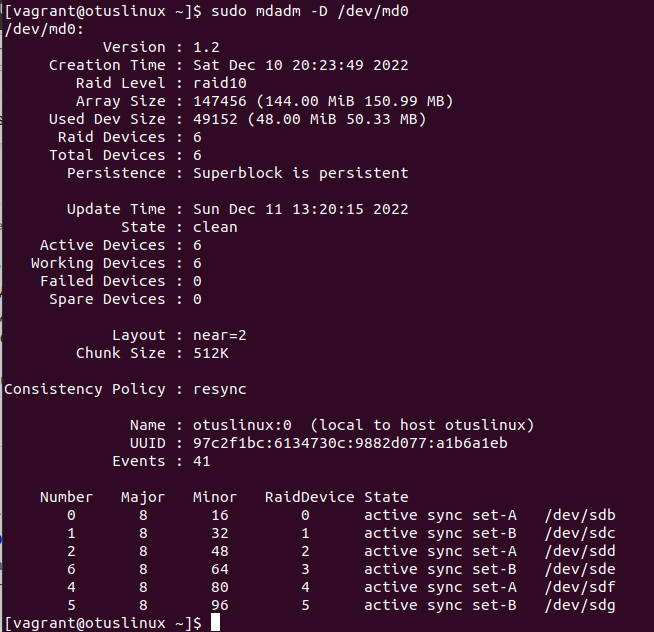 [vagrant@otuslinux ~]$ sudo mdadm -D /dev/md0
/dev/md0:
Version : 1.2
Creation Time : Sat Dec 10 20:23:49 2022
Raid Level : raid10
Array Size : 147456 (144.00 MiB 150.99 MB)
Used Dev Size : 49152 (48.00 MiB 50.33 MB)
Raid Devices : 6
Total Devices : 6
Persistence : Superblock is persistent
Update Time : Sun Dec 11 13:20:15 2022
State : clean
Active Devices : 6
Working Devices : 6
Failed Devices : 0
Spare Devices : 0
Layout : near=2
Chunk Size : 512K
Consistency Policy : resync
Name : otuslinux:0  (local to host otuslinux)
UUID : 97c2f1bc:6134730c:9882d077:a1b6a1eb
Events : 41
Number   Major   Minor   RaidDevice State
0       8       16        0      active sync set-A   /dev/sdb
1       8       32        1      active sync set-B   /dev/sdc
2       8       48        2      active sync set-A   /dev/sdd
6       8       64        3      active sync set-B   /dev/sde
4       8       80        4      active sync set-A   /dev/sdf
5       8       96        5      active sync set-B   /dev/sdg
[vagrant@otuslinux ~]$